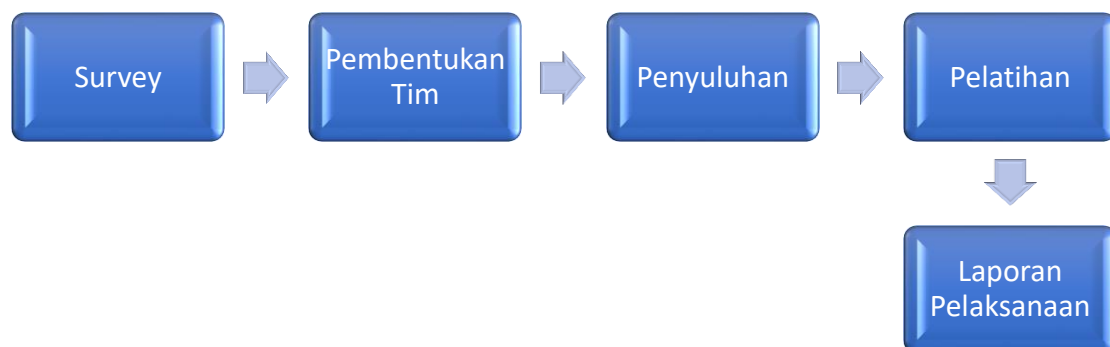 Survey
Pembentukan
Tim
Penyuluhan
Pelatihan
Laporan
Pelaksanaan